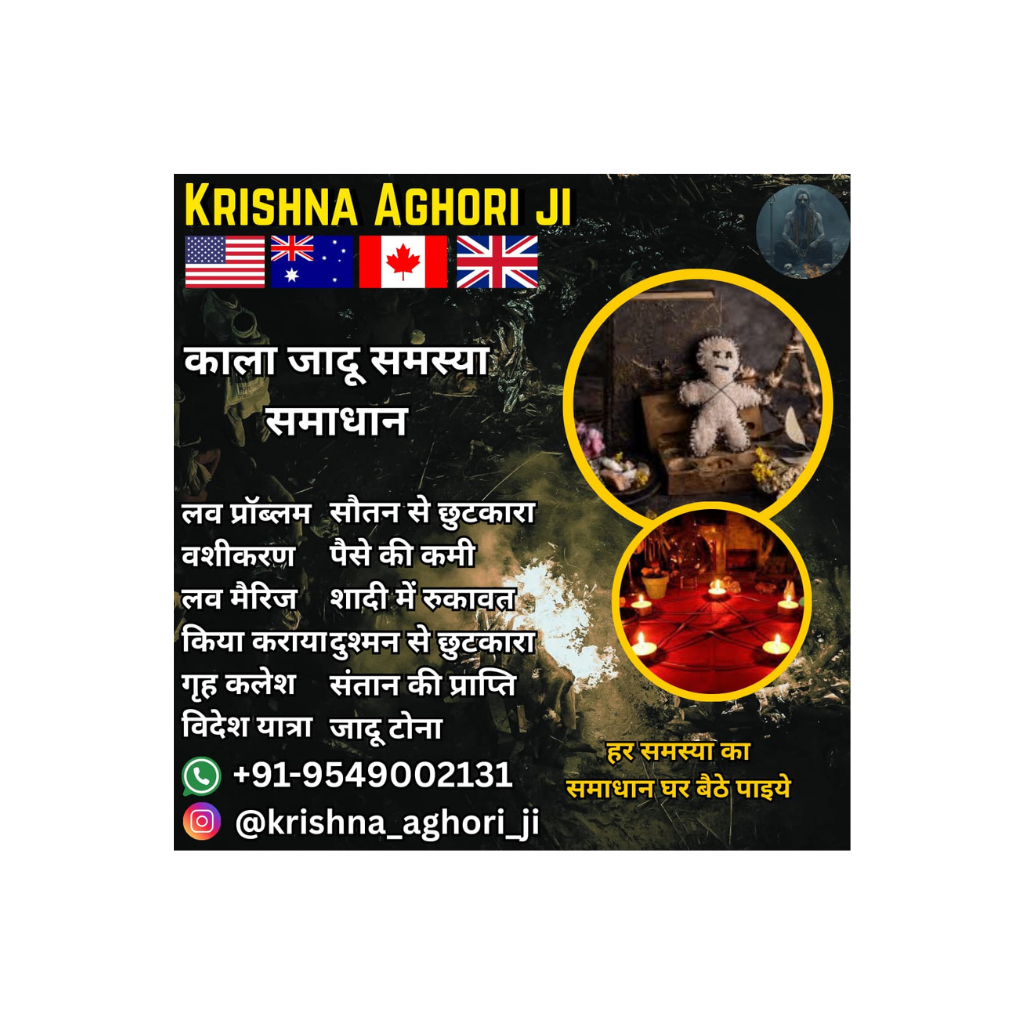 KRISHNA AGHORI JI
काला जादू समस्या
समाधान
लव प्रॉब्लम
वशीकरण
लव मैरिज
किया कराया
गृह कलेश
विदेश यात्रा
सौतन से छुटकारा
पैसे की कमी
शादी में रुकावत
दुश्मन से छुटकारा
संतान की प्राप्ति
जादू टोना
+91-9549002131
@krishna_aghori_ji
हर समस्या का
समाधान घर बैठे पाइये